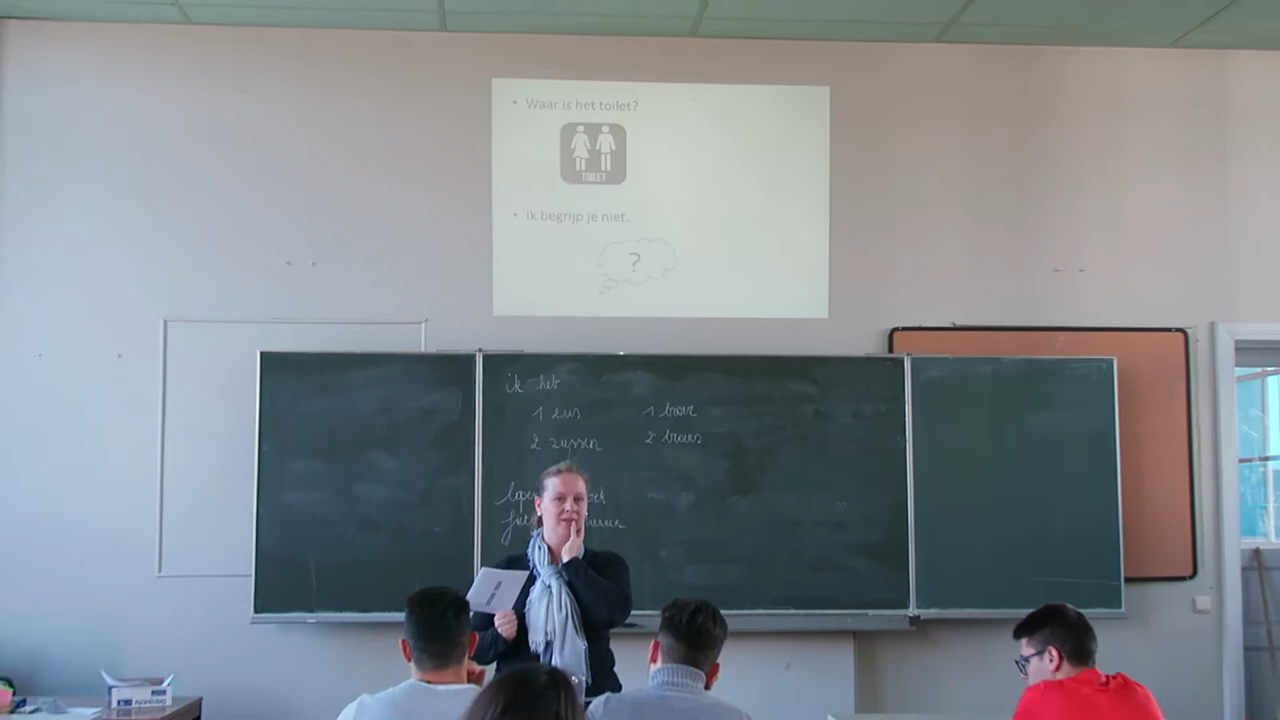 • Waar is het toilet?
TOILET
• ik begrijp je niet.
?
ik heb
1 zus 1 broer
2 zussen 2 broers